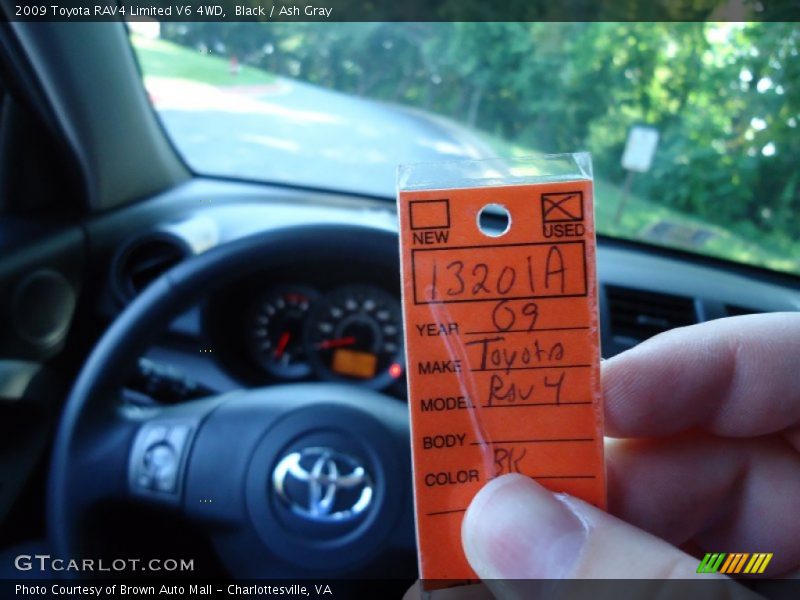 2009 Toyota RAV4 Limited V6 4WD,  Black / Ash Gray
NEW USED
13201A
YEAR 09
MAKE Toyota
MODEL Rav 4
BODY
COLOR BK
GTCARLOT.COM
Photo Courtesy of Brown Auto Mall - Charlottesville, VA